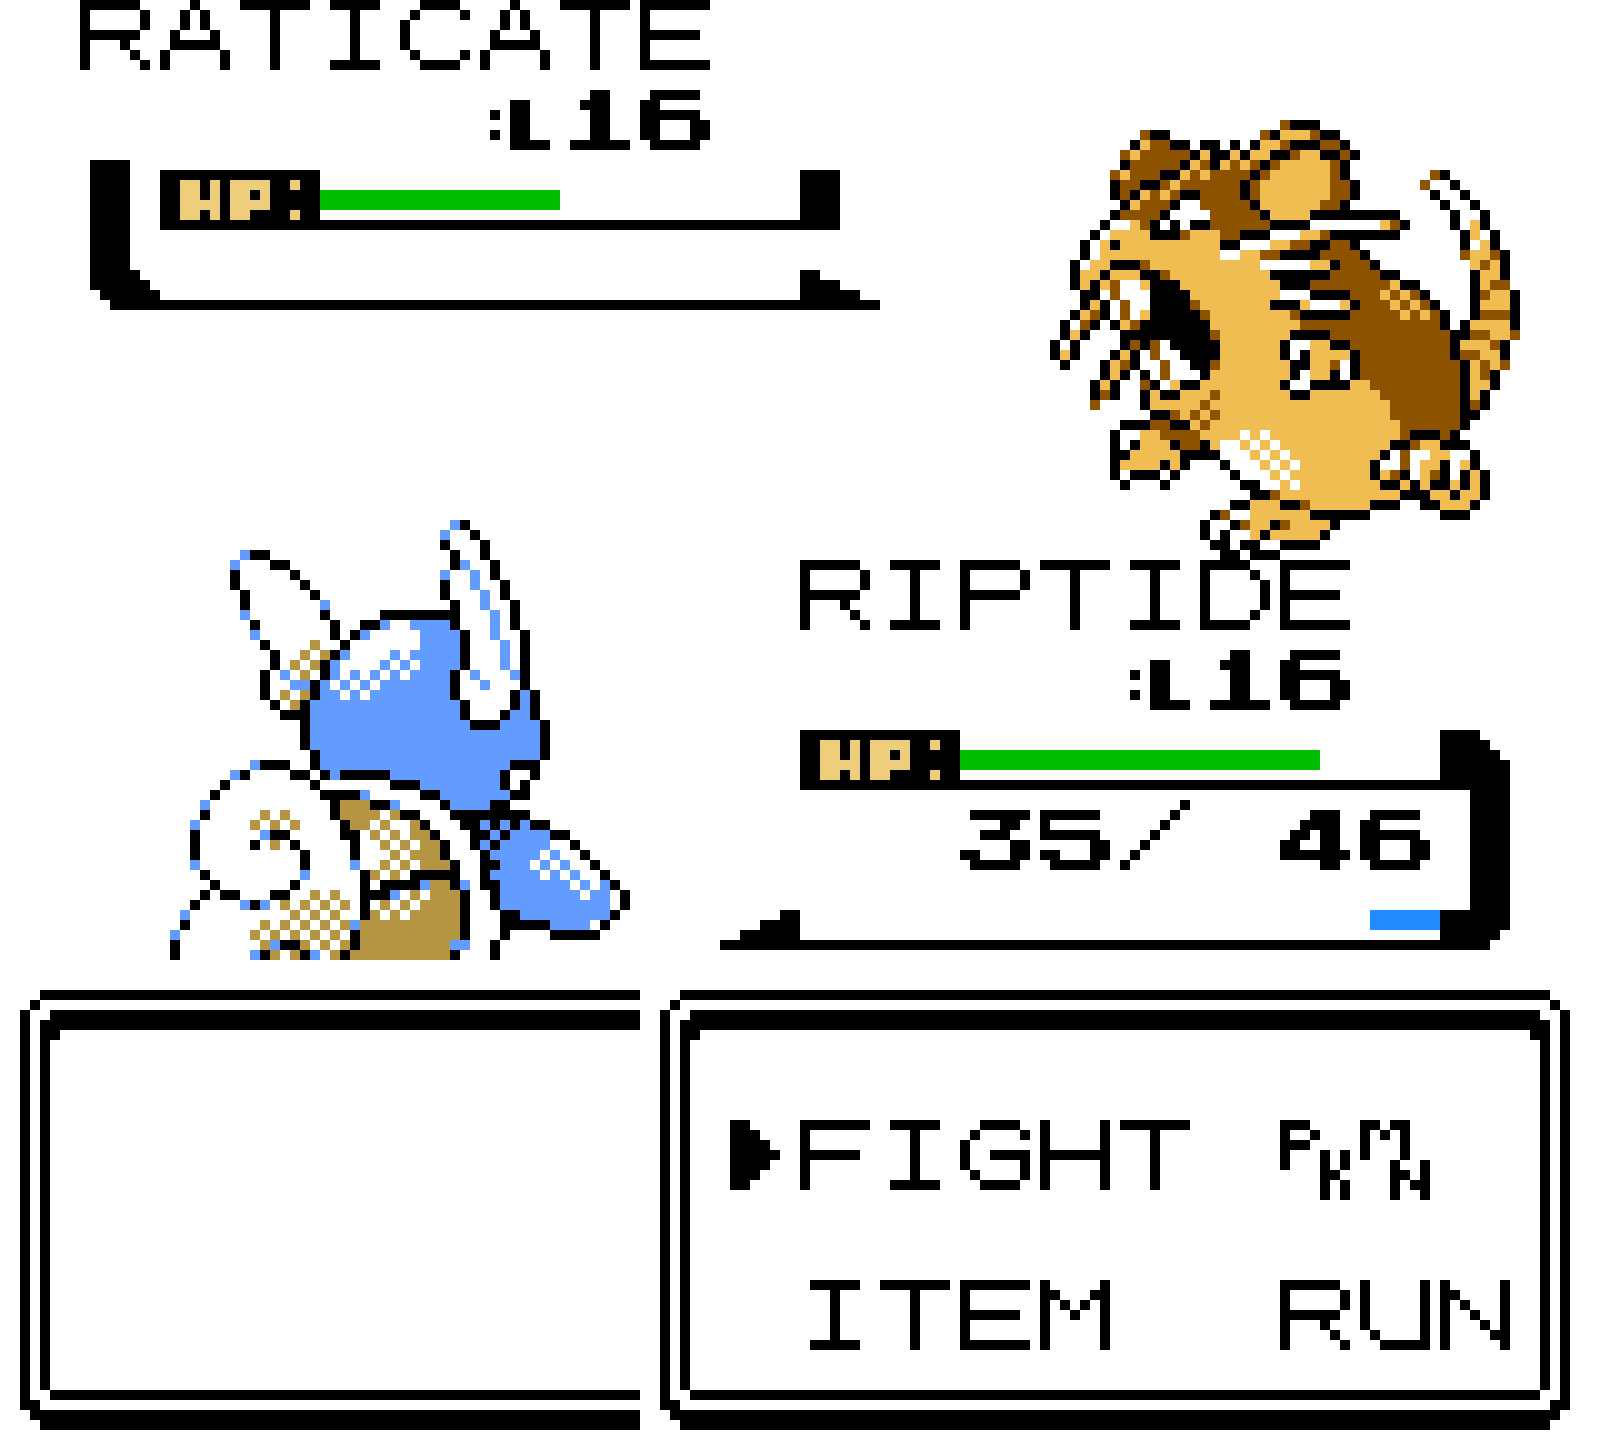 RATICATE
:L16
HP:
RIPTIDE
:L16
HP:
35/ 46
▶FIGHT PKMN
ITEM RUN